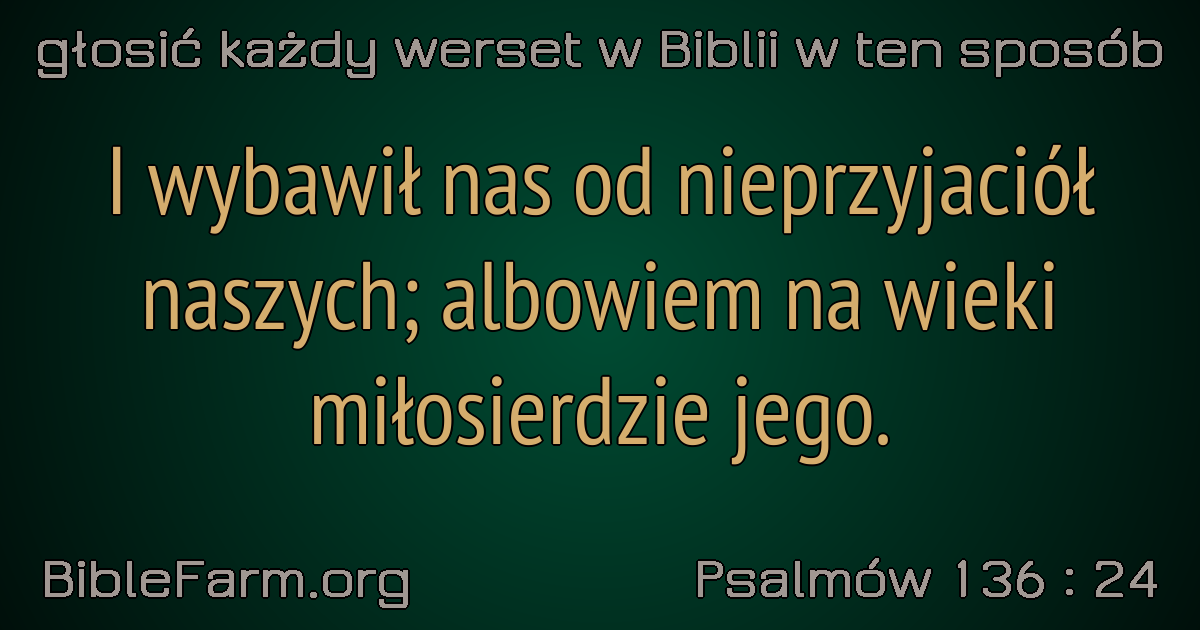 głosić każdy werset w Biblii w ten sposób
I wybawił nas od nieprzyjaciół
naszych; albowiem na wieki
miłosierdzie jego.
BibleFarm.org
Psalmów 136 : 24